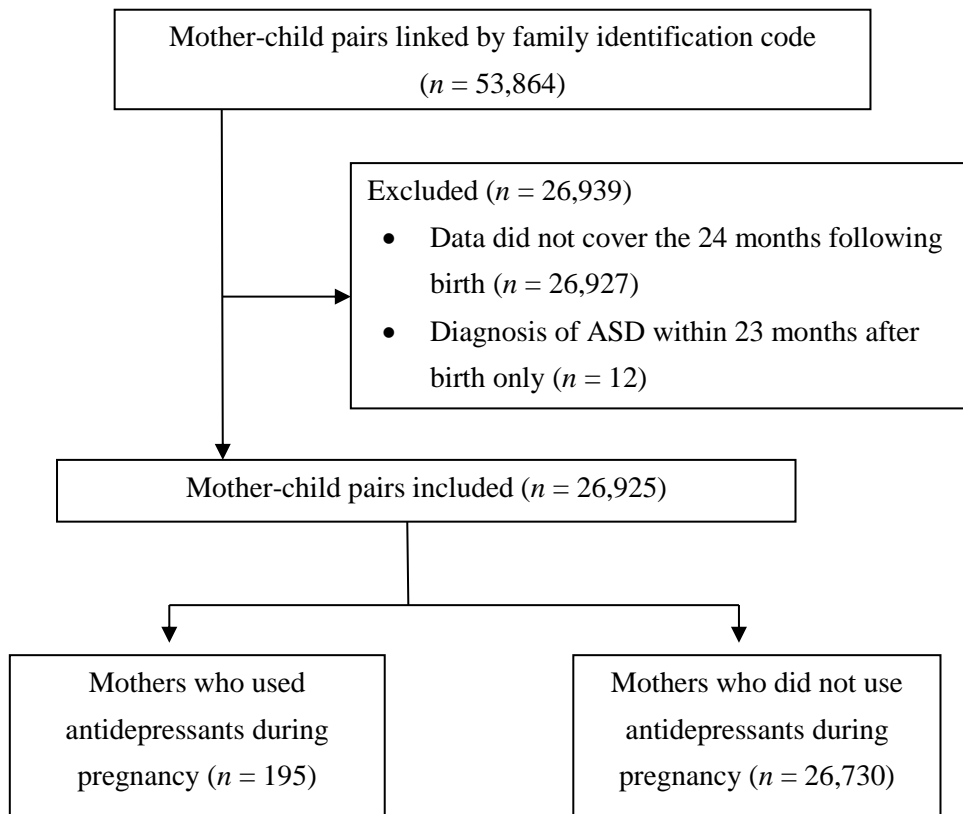 Mother-child pairs linked by family identification code
(n = 53,864)
Excluded (n = 26,939)
• Data did not cover the 24 months following
birth (n = 26,927)
• Diagnosis of ASD within 23 months after
birth only (n = 12)
Mother-child pairs included (n = 26,925)
Mothers who used
antidepressants during
pregnancy (n = 195)
Mothers who did not use
antidepressants during
pregnancy (n = 26,730)